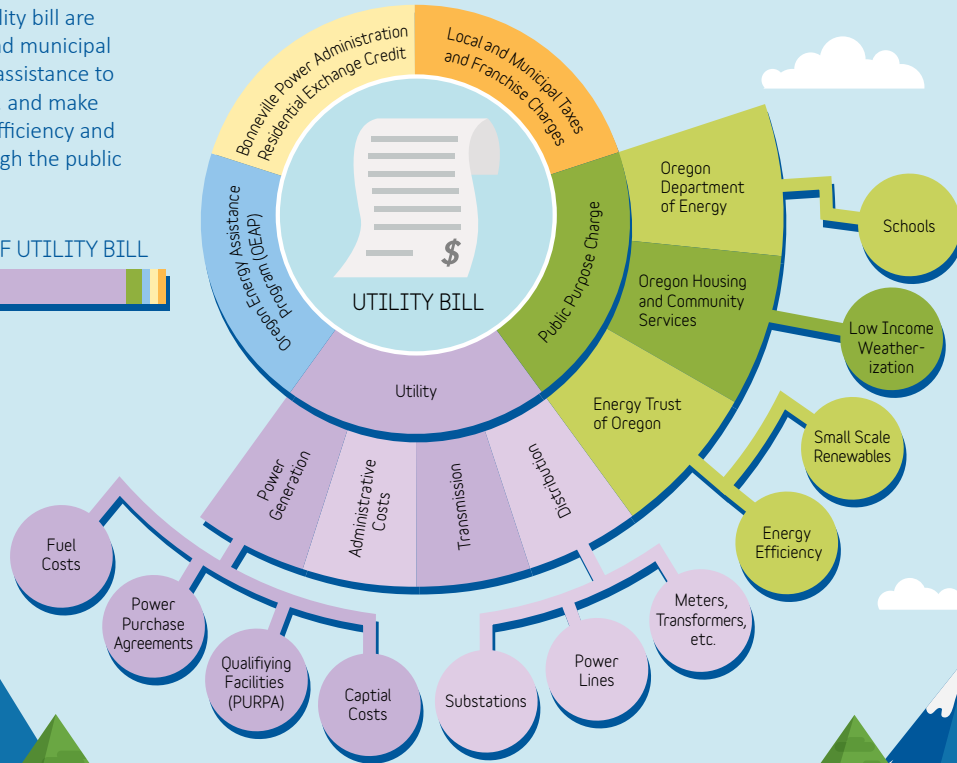 lity bill are
nd municipal
assistance to
and make
fficiency and
gh the public
F UTILITY BILL
Bonneville Power Administration
Residential Exchange Credit
Local and Municipal Taxes
and Franchise Charges
Oregon Energy Assistance
Program (OEAP)
$
UTILITY BILL
Public Purpose Charge
Utility
Oregon
Department
of Energy
Oregon Housing
and Community
Services
Energy Trust
of Oregon
Schools
Low Income
Weather-
ization
Small Scale
Renewables
Energy
Efficiency
Power
Generation
Administrative
Costs
Transmission
Distribution
Fuel
Costs
Power
Purchase
Agreements
Qualifiying
Facilities
(PURPA)
Captial
Costs
Substations
Power
Lines
Meters,
Transformers,
etc.